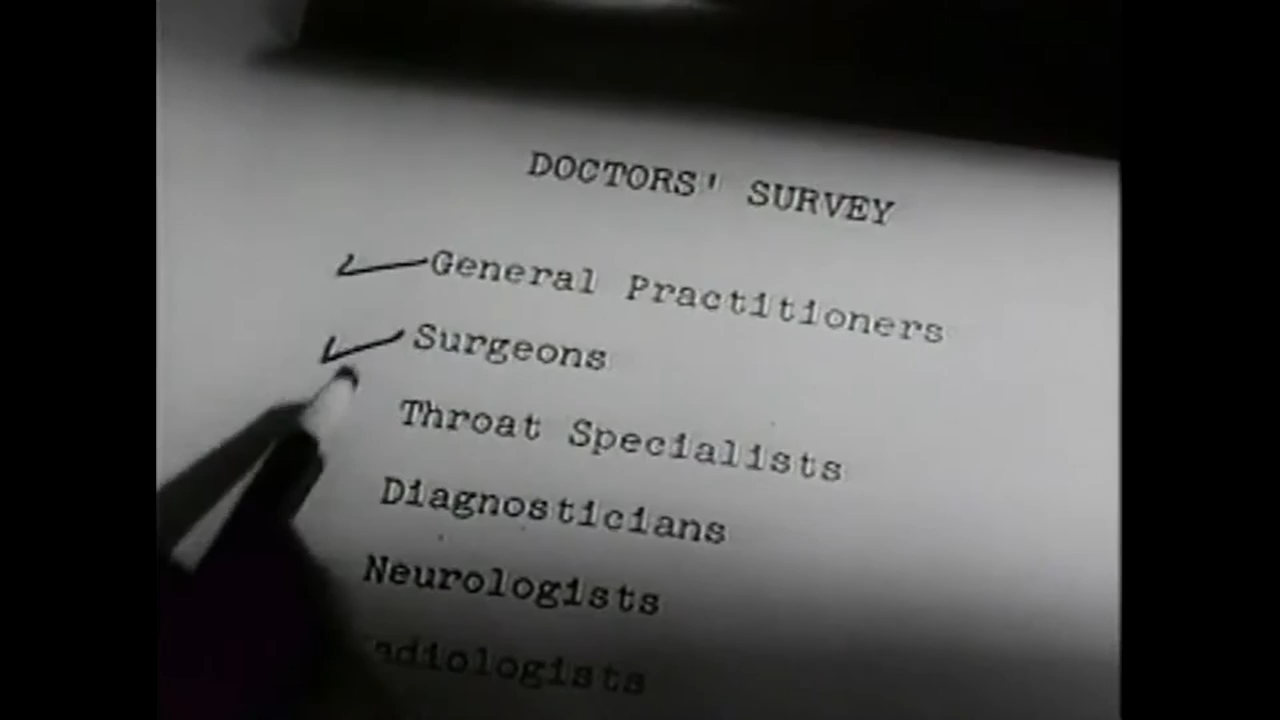 DOCTORS' SURVEY
General Practitioners
Surgeons
Throat Specialists
Diagnosticians
Neurologists